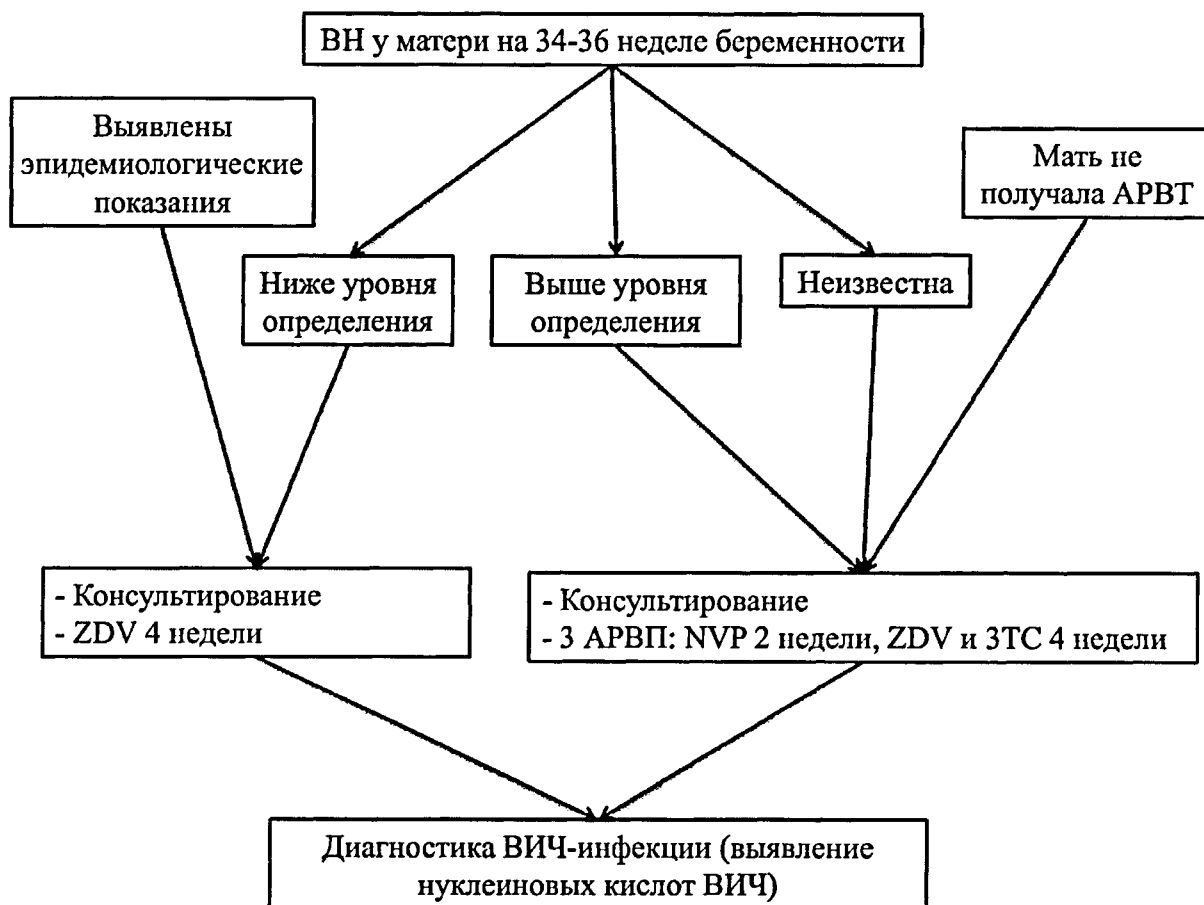 ВН у матери на 34-36 неделе беременности
Выявлены
эпидемиологические
показания
Мать не
получала АРВТ
Ниже уровня
определения
Выше уровня
определения
Неизвестна
- Консультирование
- ZDV 4 недели
- Консультирование
- 3 АРВП: NVP 2 недели, ZDV и 3ТС 4 недели
Диагностика ВИЧ-инфекции (выявление
нуклеиновых кислот ВИЧ)